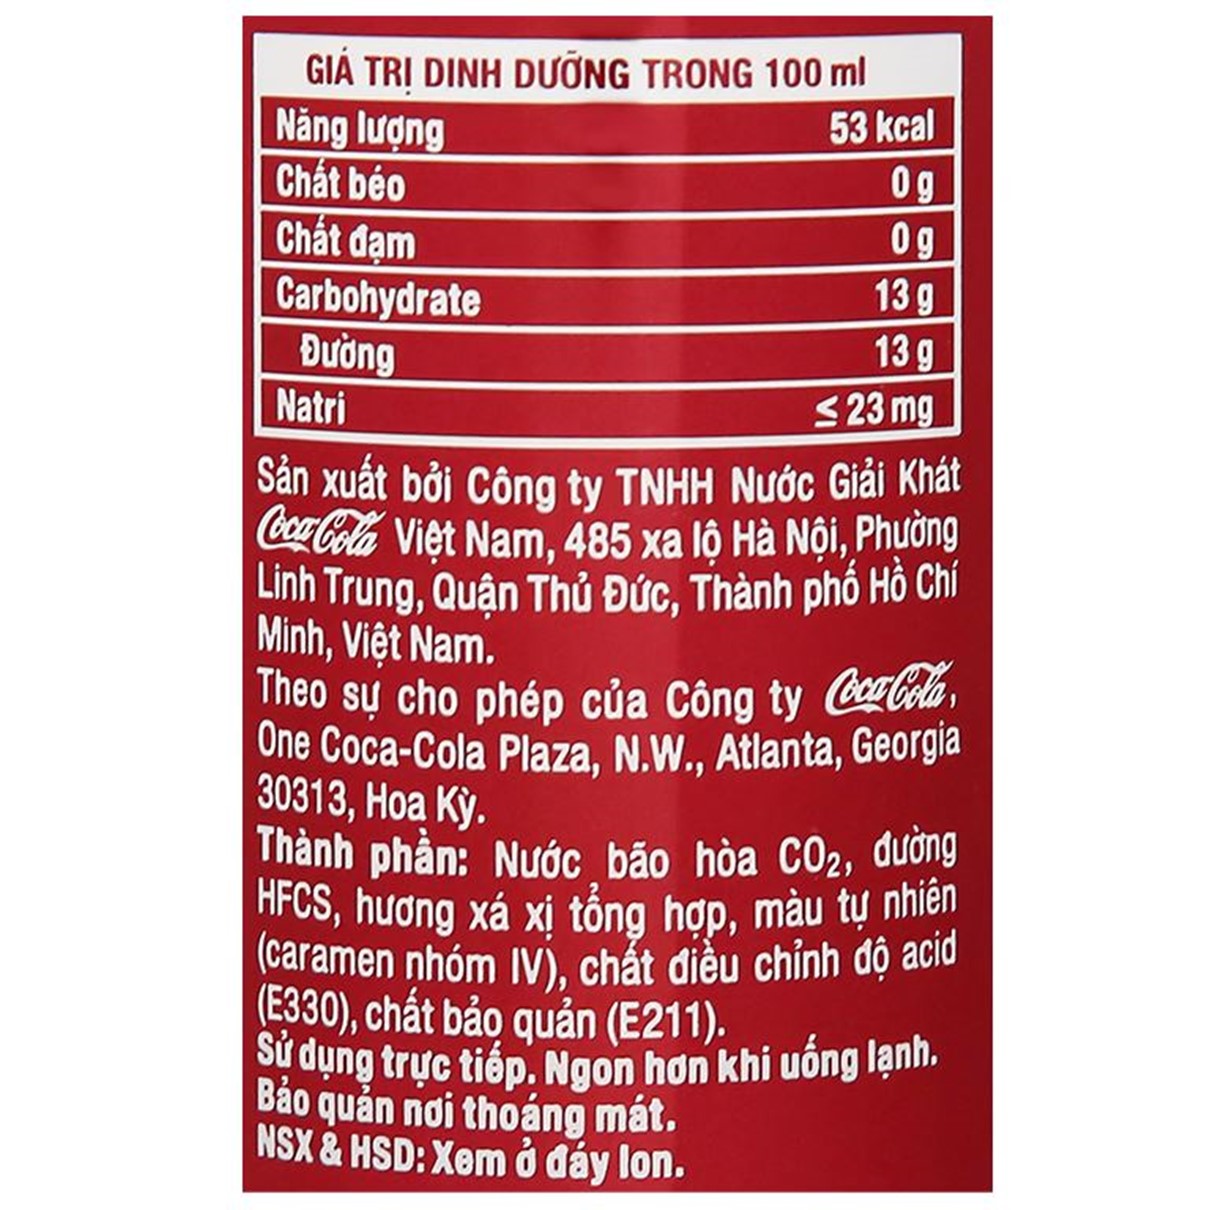 GIÁ TRỊ DINH DƯỠNG TRONG 100 ml
Năng lượng 53 kcal
Chất béo 0 g
Chất đạm 0 g
Carbohydrate 13 g
Đường 13 g
Natri ≤ 23 mg
Sản xuất bởi Công ty TNHH Nước Giải Khát
Coca-Cola Việt Nam, 485 xa lộ Hà Nội, Phường
Linh Trung, Quận Thủ Đức, Thành phố Hồ Chí
Minh, Việt Nam.
Theo sự cho phép của Công ty Coca-Cola,
One Coca-Cola Plaza, N.W., Atlanta, Georgia
30313, Hoa Kỳ.
Thành phần: Nước bão hòa CO₂, đường
HFCS, hương xá xị tổng hợp, màu tự nhiên
(caramen nhóm IV), chất điều chỉnh độ acid
(E330), chất bảo quản (E211).
Sử dụng trực tiếp. Ngon hơn khi uống lạnh.
Bảo quản nơi thoáng mát.
NSX & HSD: Xem ở đáy lon.